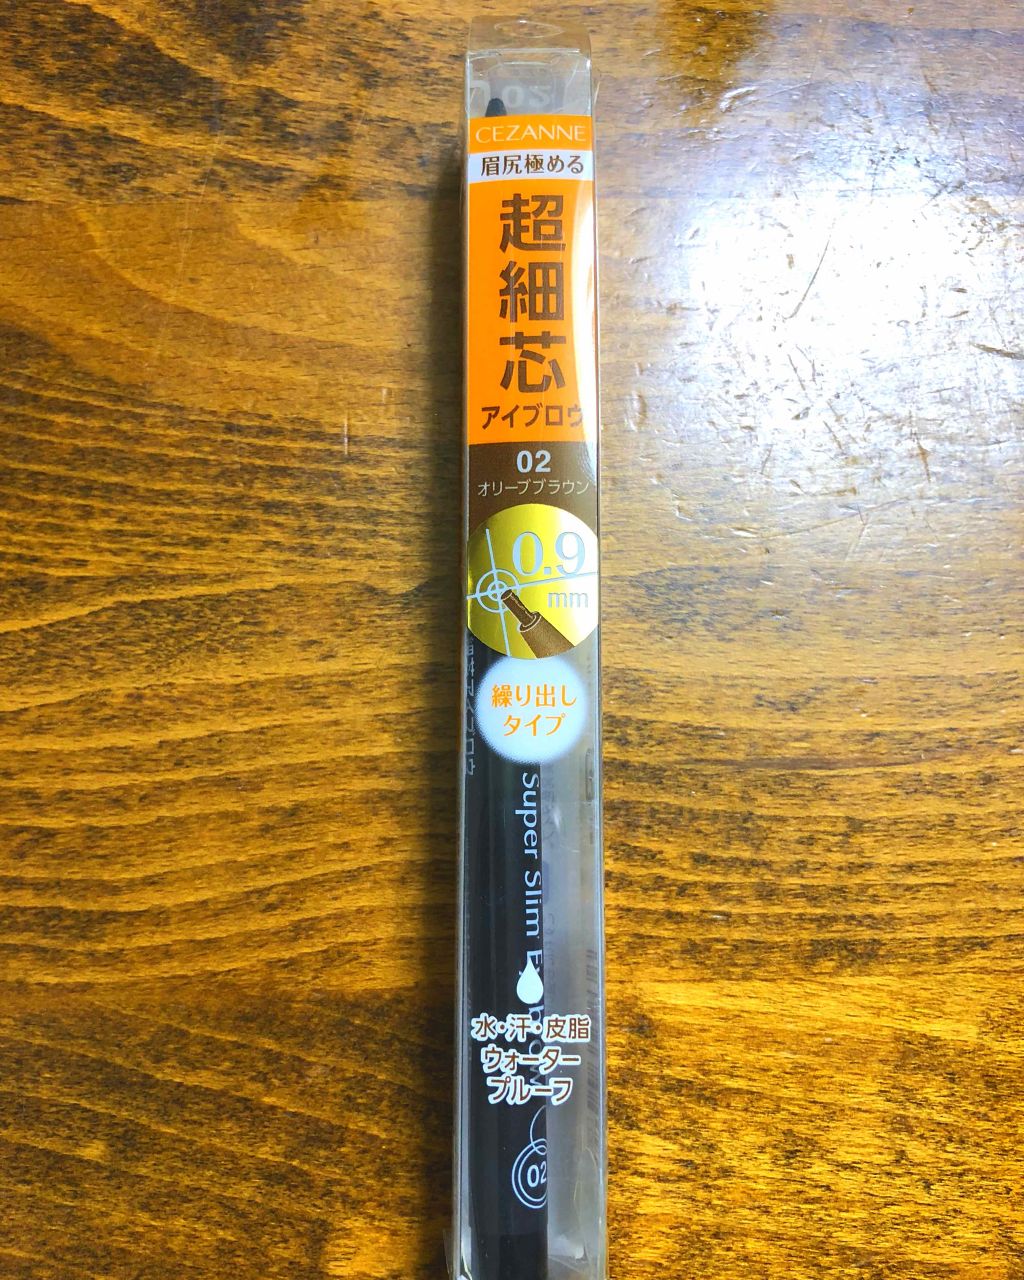 02
CEZANNE
眉尻極める
超細芯
アイブロウ
02
オリーブブラウン
0.9
mm
繰り出し
タイプ
Super Slim Eyebrow
水・汗・皮脂
ウォーター
プルーフ
02